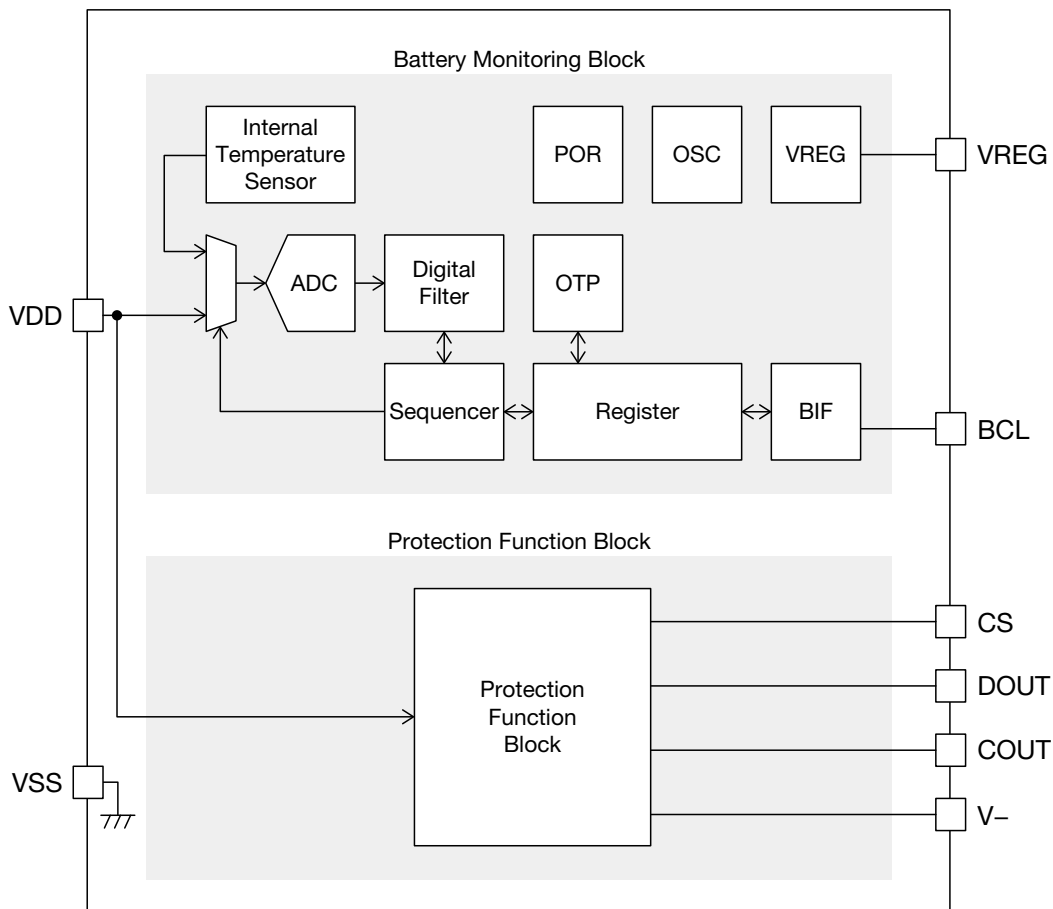 Battery Monitoring Block
Internal
Temperature
Sensor
POR
OSC
VREG
VREG
ADC
Digital
Filter
OTP
VDD
Sequencer
Register
BIF
BCL
Protection Function Block
CS
Protection
Function
Block
DOUT
COUT
VSS
V–